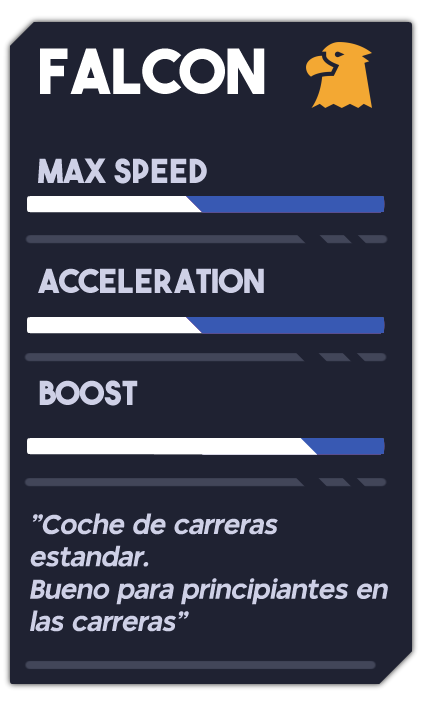 FALCON
MAX SPEED
ACCELERATION
BOOST
”Coche de carreras
estandar.
Bueno para principiantes en
las carreras”